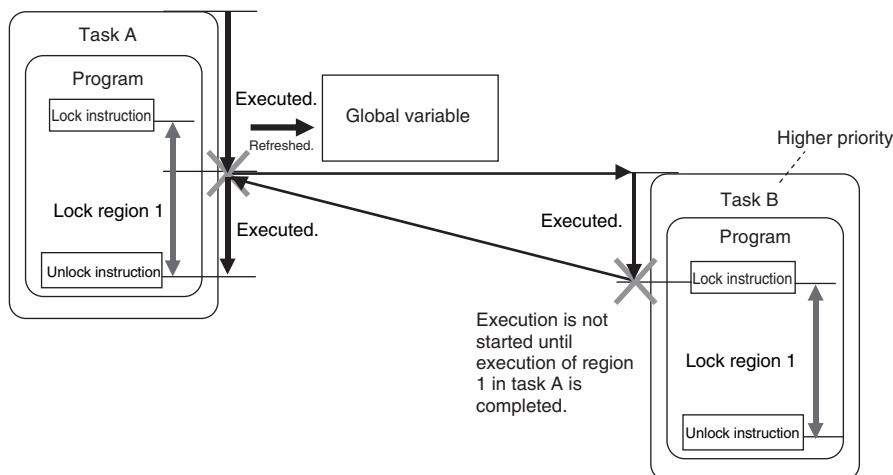 Task A
Program
Lock instruction
Lock region 1
Unlock instruction
Executed.
Refreshed.
Global variable
Executed.
Higher priority
Task B
Program
Executed.
Lock instruction
Lock region 1
Unlock instruction
Execution is not
started until
execution of region
1 in task A is
completed.